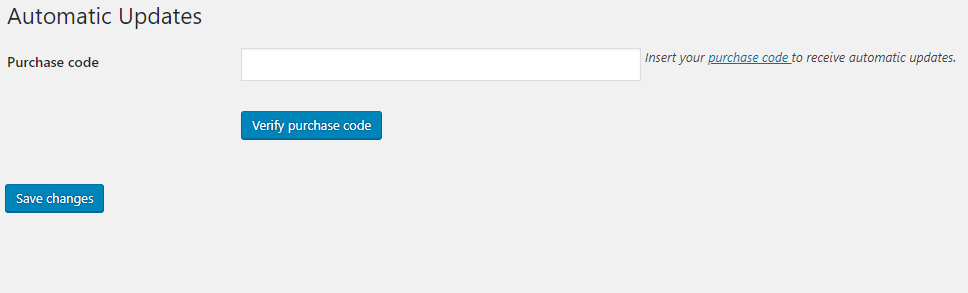 Automatic Updates
Purchase code
Insert your purchase code to receive automatic updates.
Verify purchase code
Save changes